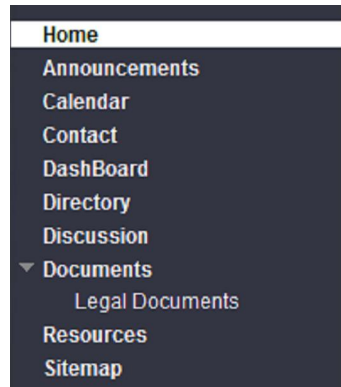 Home
Announcements
Calendar
Contact
DashBoard
Directory
Discussion
Documents
Legal Documents
Resources
Sitemap